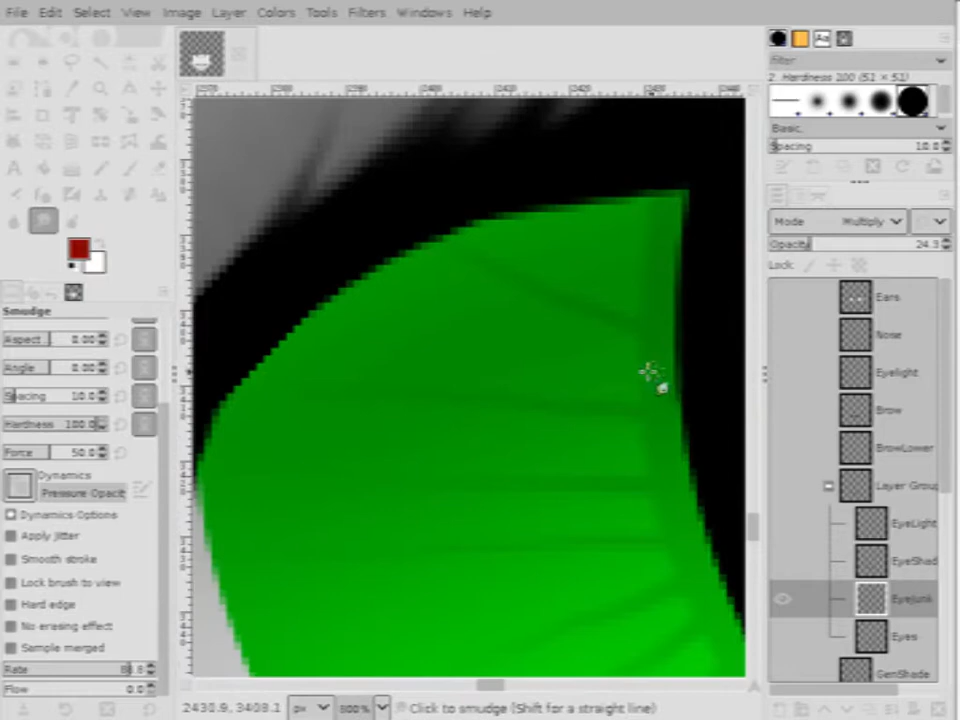 File Edit Select View Image Layer Colors Tools Filters Windows Help
Filter
2. Hardness 100 (51 × 51)
Basic,
Spacing 10.0
Mode Multiply
Opacity 24.3
Lock:
Ears
Nose
Eyelight
Brow
BrowLower
Layer Grou
EyeLight
EyeShad
EyeJunk
Eyes
GenShade
Smudge
Aspect 0.00
Angle 0.00
Spacing 10.0
Hardness 100.0
Force 50.0
Dynamics
Pressure Opacit
Dynamics Options
Apply Jitter
Smooth stroke
Lock brush to view
Hard edge
No erasing effect
Sample merged
Rate
Flow 0.0
2430.9, 3408.1 px 800% Click to smudge (Shift for a straight line)